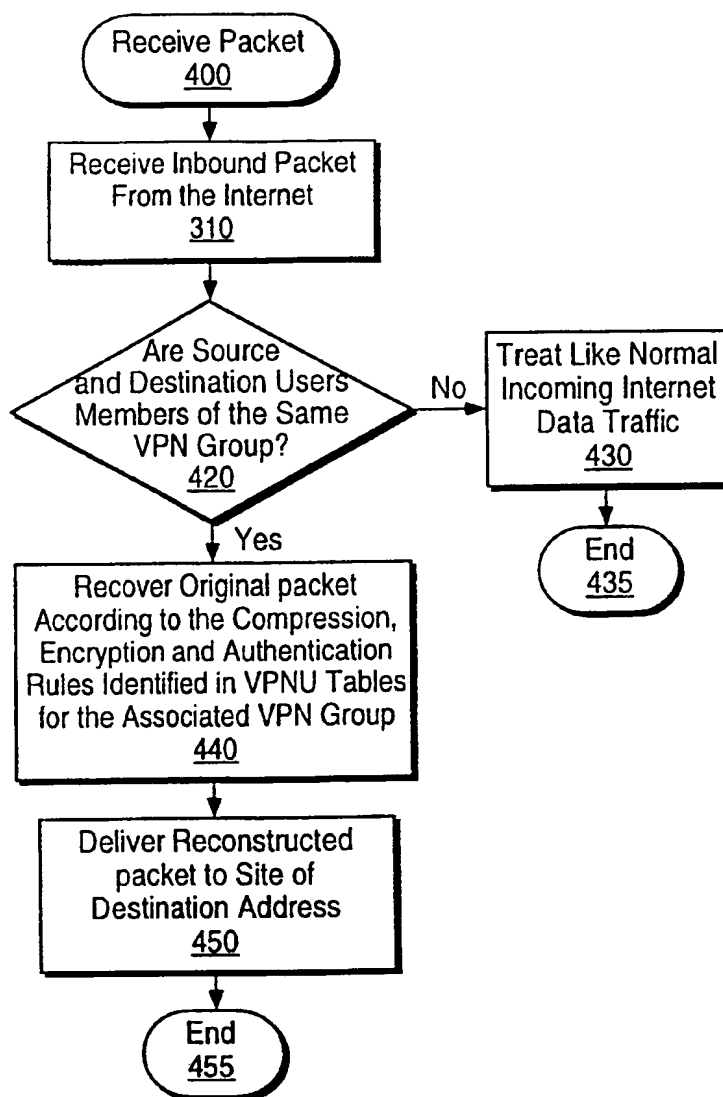 Receive Packet
400
Receive Inbound Packet
From the Internet
310
Are Source
and Destination Users
Members of the Same
VPN Group?
420
No
Treat Like Normal
Incoming Internet
Data Traffic
430
End
435
Yes
Recover Original packet
According to the Compression,
Encryption and Authentication
Rules Identified in VPNU Tables
for the Associated VPN Group
440
Deliver Reconstructed
packet to Site of
Destination Address
450
End
455